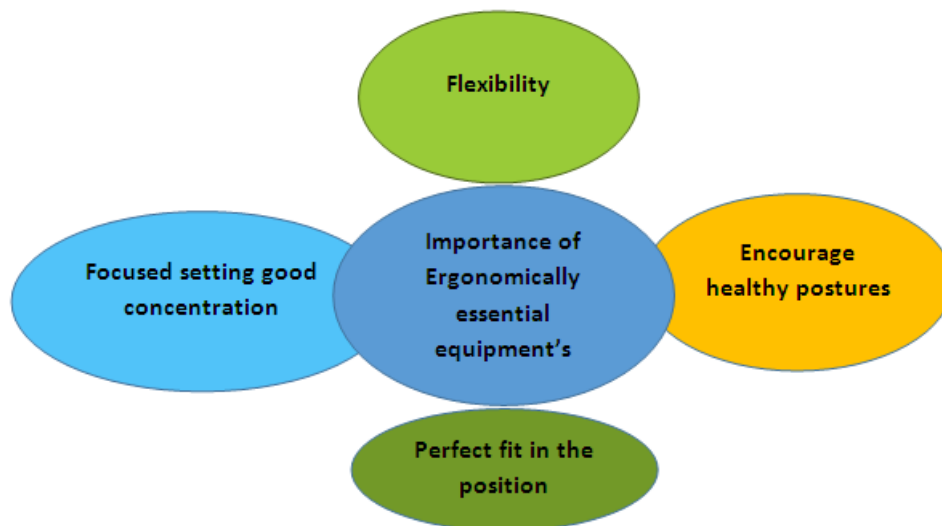 Flexibility
Focused setting good
concentration
Importance of
Ergonomically
essential
equipment's
Encourage
healthy postures
Perfect fit in the
position